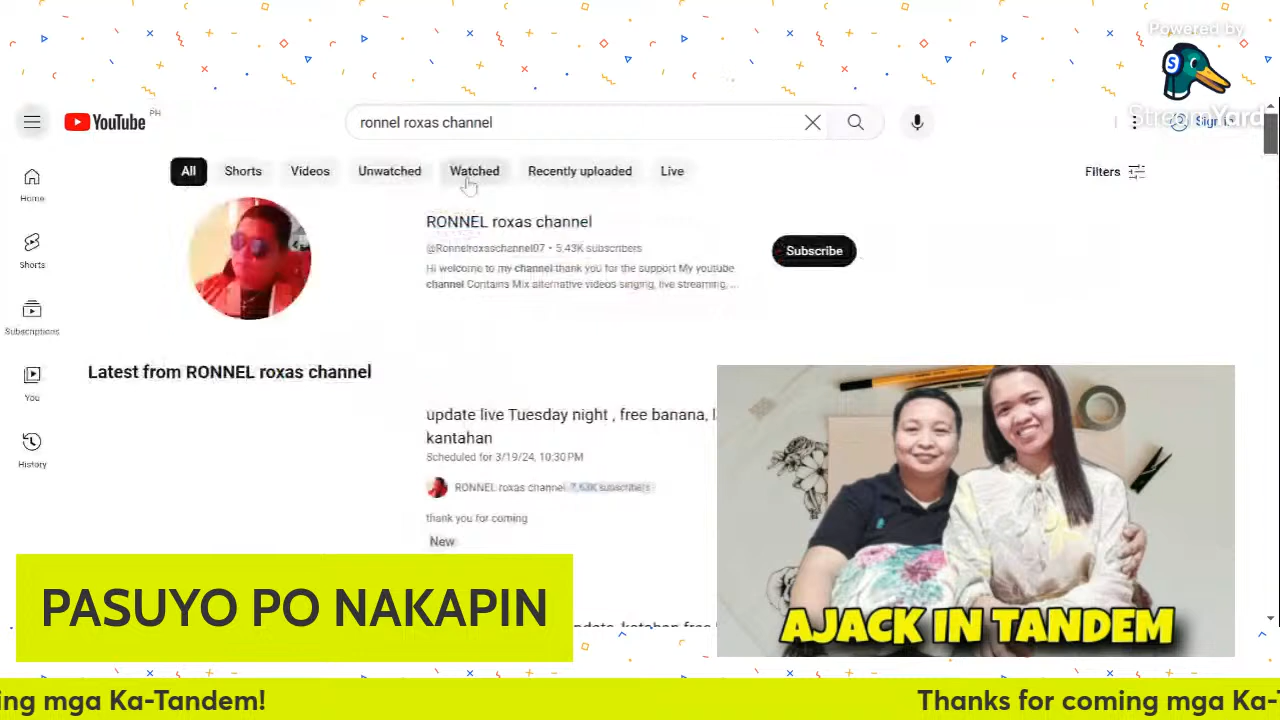 Powered by
StreamYard
YouTube PH
ronnel roxas channel
Sign in
All
Shorts
Videos
Unwatched
Watched
Recently uploaded
Live
Filters
Home
Shorts
Subscriptions
You
History
RONNEL roxas channel
@Ronnelroxaschannel07 • 5.43K subscribers
Hi welcome to my channel thank you for the support My youtube
channel Contains Mix alternative videos singing, live streaming, ...
Subscribe
Latest from RONNEL roxas channel
update live Tuesday night , free banana,
kantahan
Scheduled for 3/19/24, 10:30 PM
RONNEL roxas channel 7.63K subscribers
thank you for coming
New
PASUYO PO NAKAPIN
AJACK IN TANDEM
ing mga Ka-Tandem!
Thanks for coming mga Ka-T